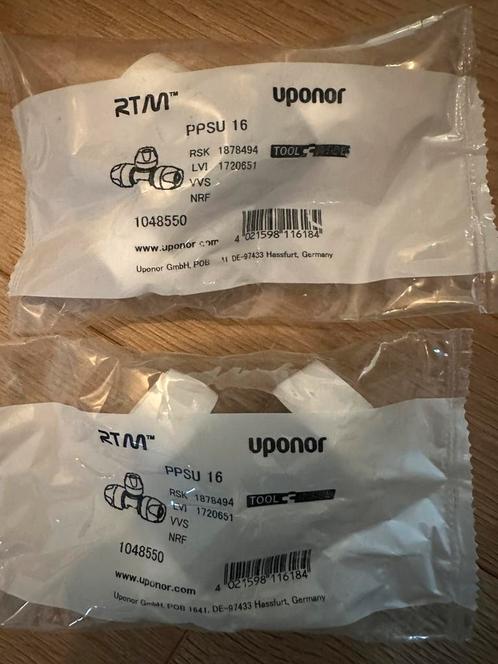 RTM™ uponor
PPSU 16
RSK 1878494 TOOL
LVI 1720651
VVS
NRF
1048550
www.uponor.com 4 021598 116184
Uponor GmbH, POB 41, DE-97433 Hassfurt, Germany
RTM™ uponor
PPSU 16
RSK 1878494 TOOL
LVI 1720651
VVS
NRF
1048550
www.uponor.com 4 021598 116184
Uponor GmbH, POB 1641, DE-97433 Hassfurt, Germany